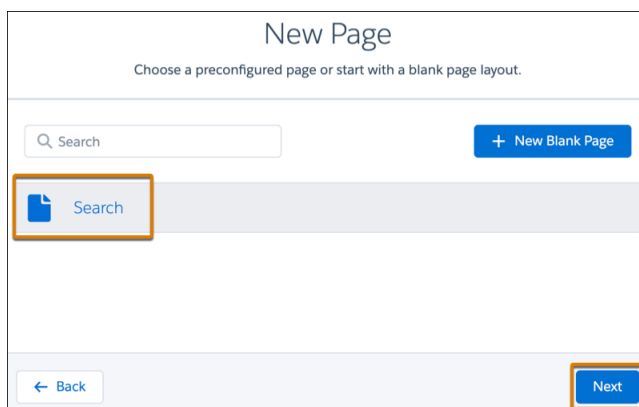 New Page
Choose a preconfigured page or start with a blank page layout.
Search
+ New Blank Page
Search
← Back
Next